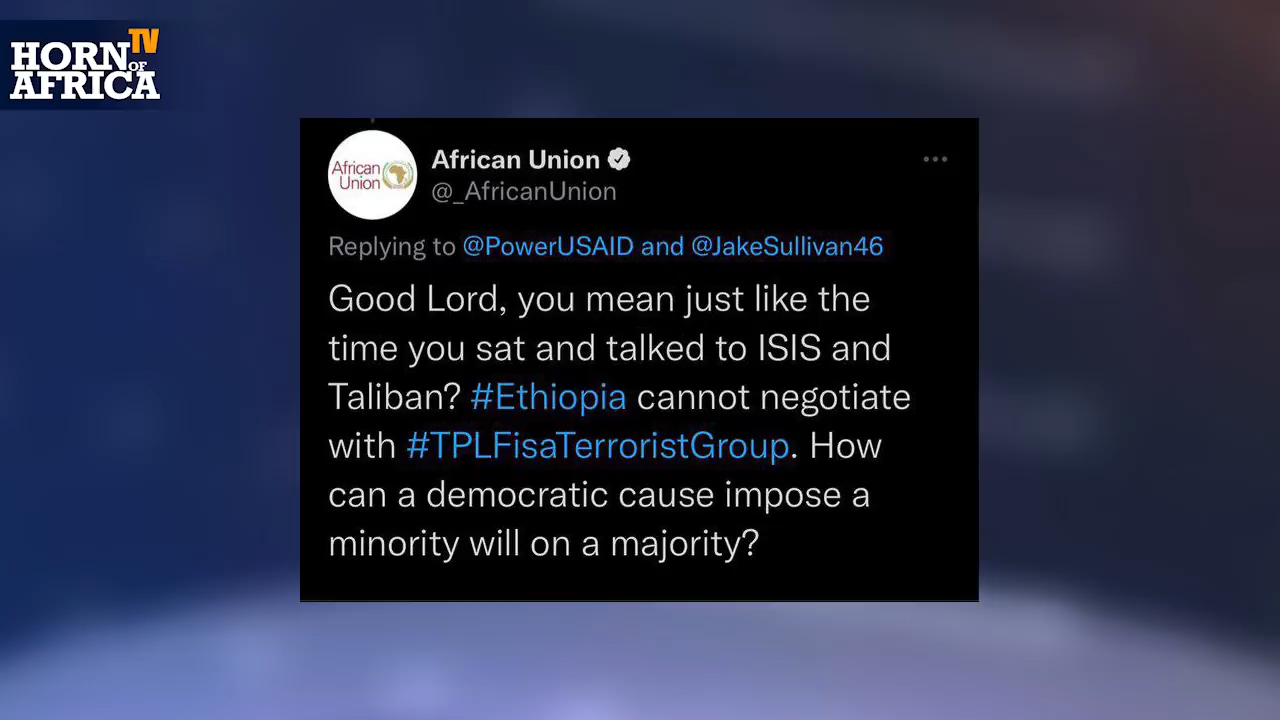 HORN OF AFRICA TV
African Union
African Union
@_AfricanUnion
Replying to @PowerUSAID and @JakeSullivan46
Good Lord, you mean just like the
time you sat and talked to ISIS and
Taliban? #Ethiopia cannot negotiate
with #TPLFisaTerroristGroup. How
can a democratic cause impose a
minority will on a majority?